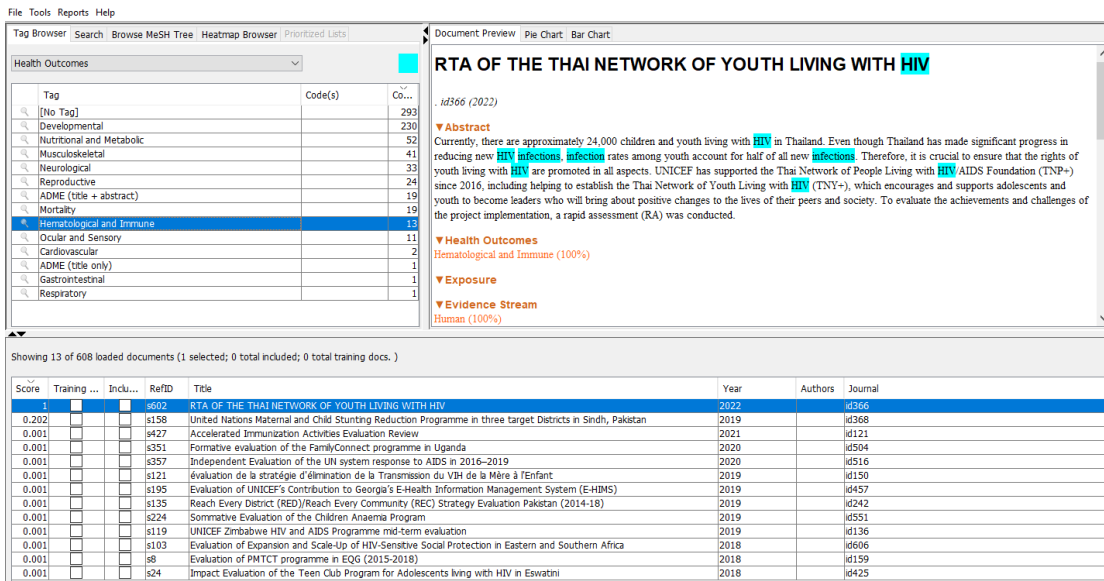 File Tools Reports Help
Tag Browser Search Browse MeSH Tree Heatmap Browser Prioritized Lists
Health Outcomes
Tag Code(s) Co...
[No Tag] 293
Developmental 230
Nutritional and Metabolic 52
Musculoskeletal 41
Neurological 33
Reproductive 24
ADME (title + abstract) 19
Mortality 19
Hematological and Immune 13
Ocular and Sensory 11
Cardiovascular 2
ADME (title only) 1
Gastrointestinal 1
Respiratory 1
Document Preview Pie Chart Bar Chart
RTA OF THE THAI NETWORK OF YOUTH LIVING WITH HIV
. id366 (2022)
▼Abstract
Currently, there are approximately 24,000 children and youth living with HIV in Thailand. Even though Thailand has made significant progress in
reducing new HIV infections, infection rates among youth account for half of all new infections. Therefore, it is crucial to ensure that the rights of
youth living with HIV are promoted in all aspects. UNICEF has supported the Thai Network of People Living with HIV/AIDS Foundation (TNP+)
since 2016, including helping to establish the Thai Network of Youth Living with HIV (TNY+), which encourages and supports adolescents and
youth to become leaders who will bring about positive changes to the lives of their peers and society. To evaluate the achievements and challenges of
the project implementation, a rapid assessment (RA) was conducted.
▼Health Outcomes
Hematological and Immune (100%)
▼Exposure
▼Evidence Stream
Human (100%)
Showing 13 of 608 loaded documents (1 selected; 0 total included; 0 total training docs. )
Score Training ... Inclu... RefID Title Year Authors Journal
1 s602 RTA OF THE THAI NETWORK OF YOUTH LIVING WITH HIV 2022 id366
0.202 s158 United Nations Maternal and Child Stunting Reduction Programme in three target Districts in Sindh, Pakistan 2019 id368
0.001 s427 Accelerated Immunization Activities Evaluation Review 2021 id121
0.001 s351 Formative evaluation of the FamilyConnect programme in Uganda 2020 id504
0.001 s357 Independent Evaluation of the UN system response to AIDS in 2016–2019 2020 id516
0.001 s121 évaluation de la stratégie d'élimination de la Transmission du VIH de la Mère à l'Enfant 2019 id150
0.001 s195 Evaluation of UNICEF's Contribution to Georgia's E-Health Information Management System (E-HIMS) 2019 id457
0.001 s135 Reach Every District (RED)/Reach Every Community (REC) Strategy Evaluation Pakistan (2014-18) 2019 id242
0.001 s224 Sommative Evaluation of the Children Anaemia Program 2019 id551
0.001 s119 UNICEF Zimbabwe HIV and AIDS Programme mid-term evaluation 2019 id136
0.001 s103 Evaluation of Expansion and Scale-Up of HIV-Sensitive Social Protection in Eastern and Southern Africa 2018 id606
0.001 s8 Evaluation of PMTCT programme in EQG (2015-2018) 2018 id159
0.001 s24 Impact Evaluation of the Teen Club Program for Adolescents living with HIV in Eswatini 2018 id425